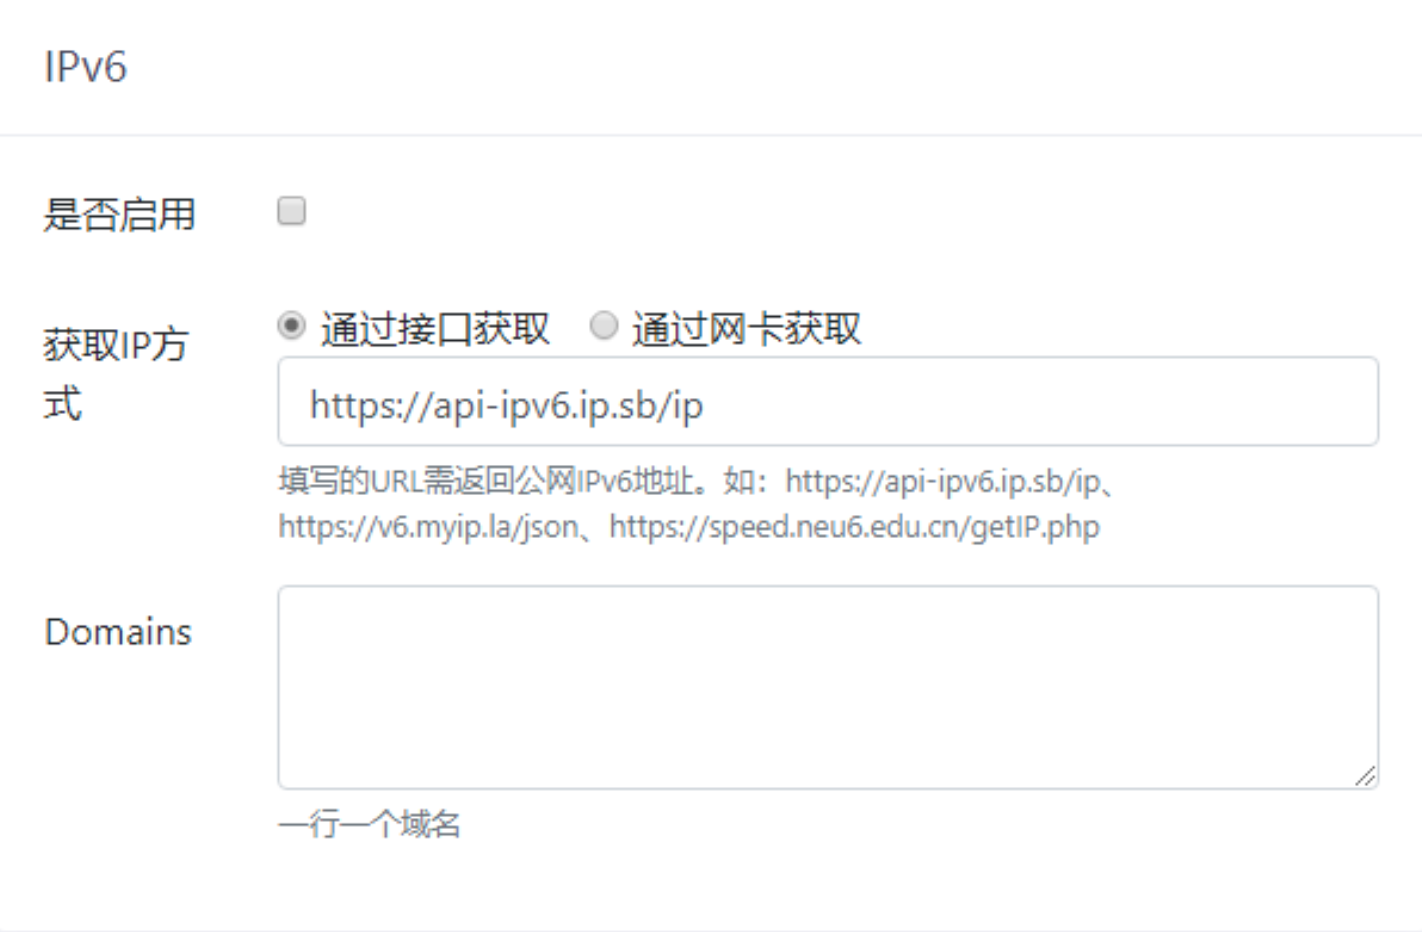 IPv6
是否启用
获取IP方式
通过接口获取 通过网卡获取
https://api-ipv6.ip.sb/ip
填写的URL需返回公网IPv6地址。如：https://api-ipv6.ip.sb/ip、
https://v6.myip.la/json、https://speed.neu6.edu.cn/getIP.php
Domains
一行一个域名